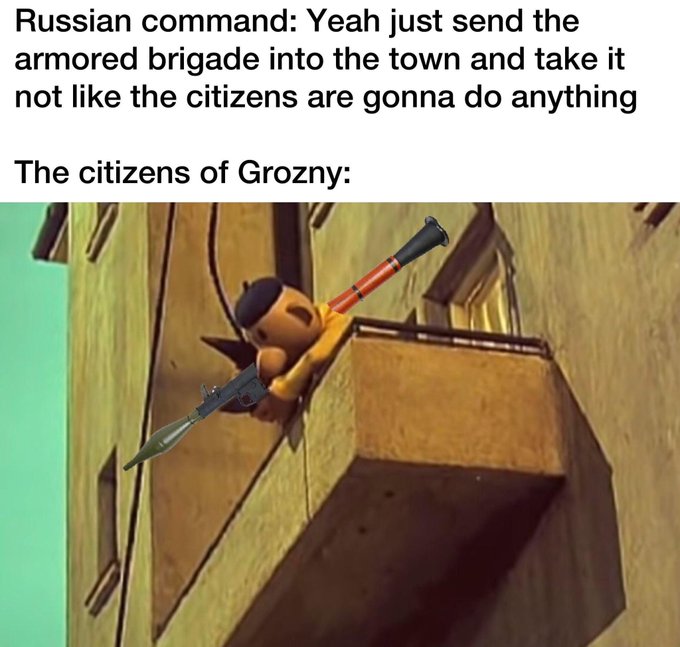 Russian command: Yeah just send the
armored brigade into the town and take it
not like the citizens are gonna do anything
The citizens of Grozny: